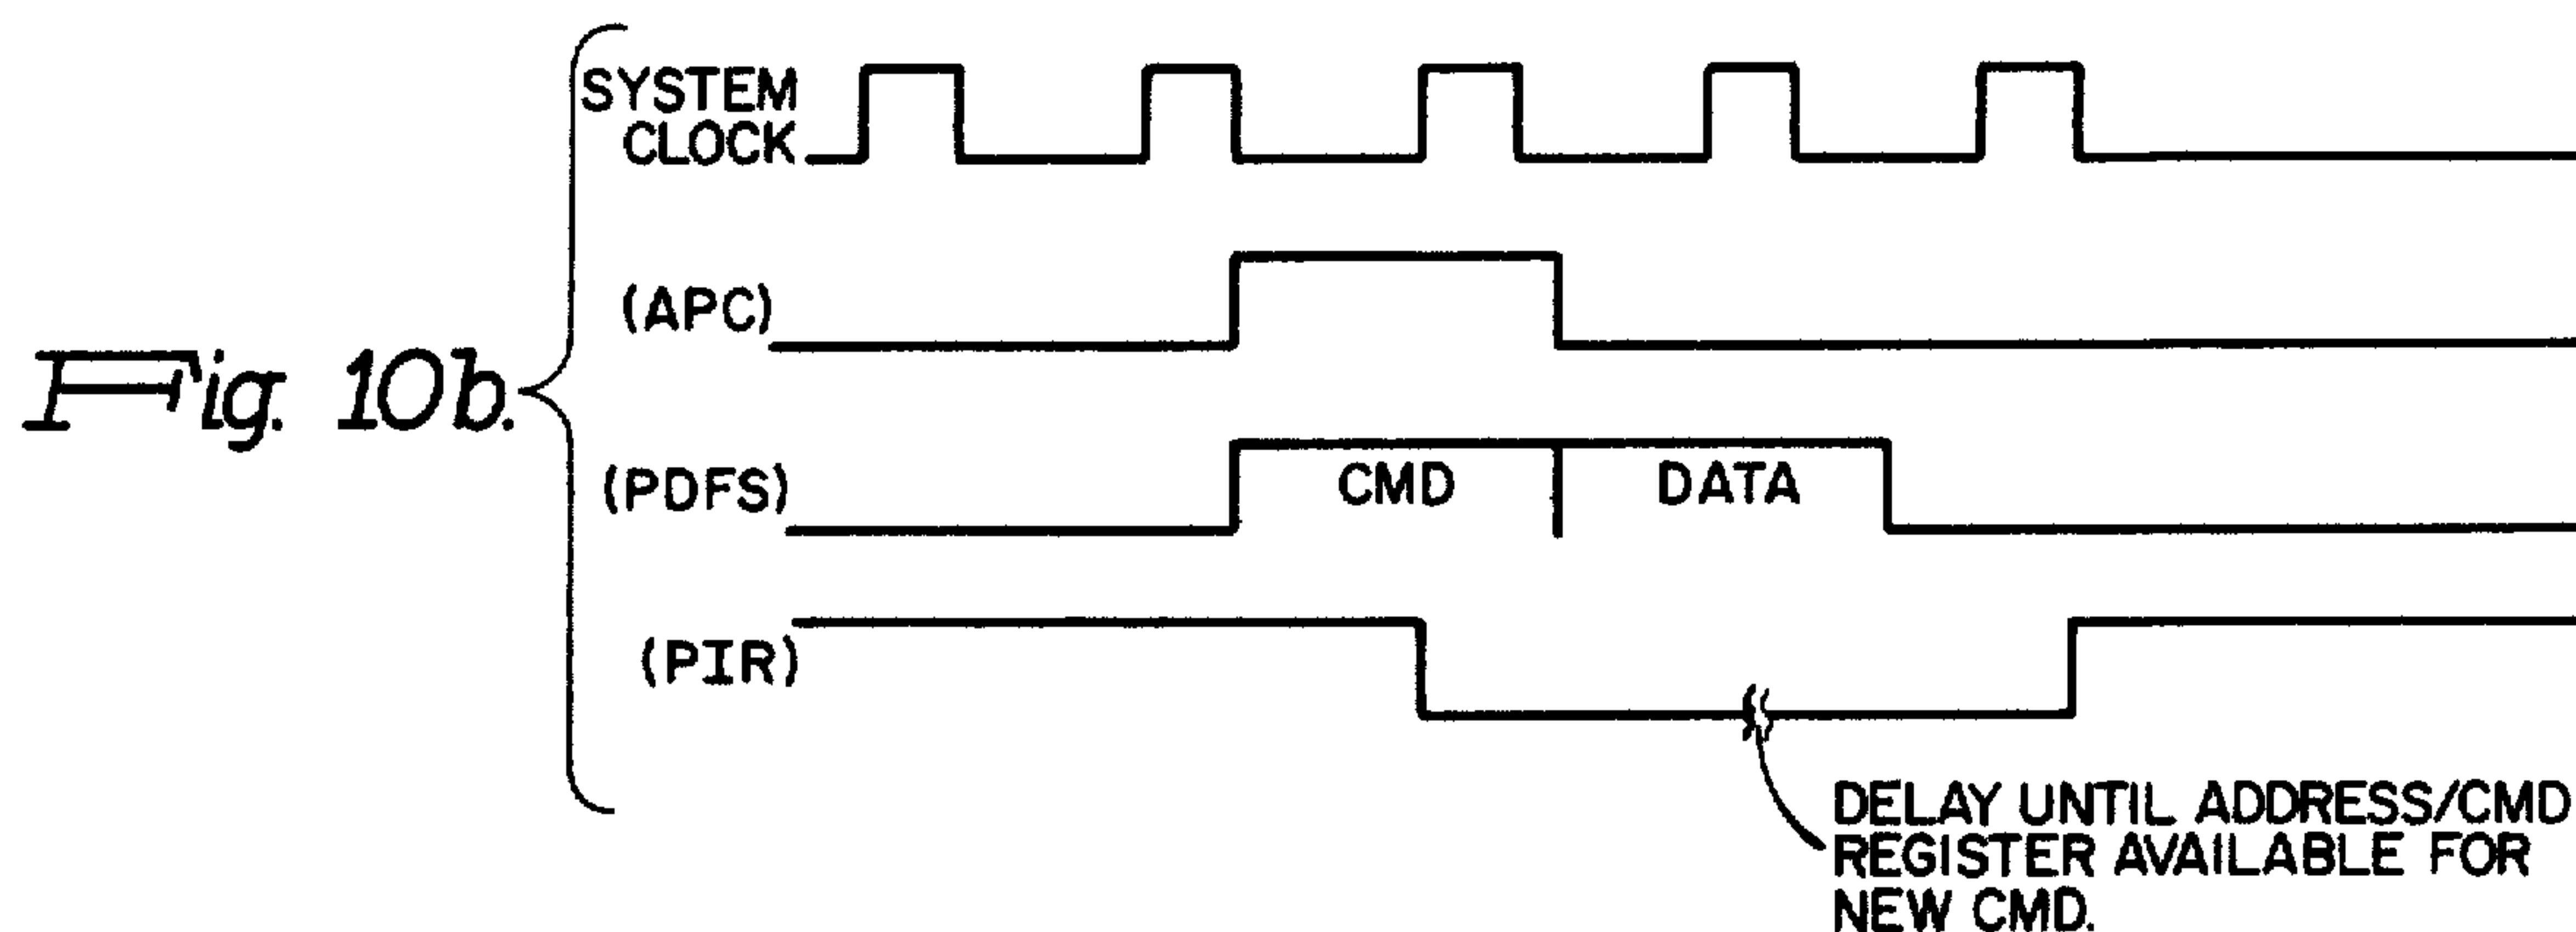 Fig. 10b.
SYSTEM
CLOCK
(APC)
(PDFS)
CMD
DATA
(PIR)
DELAY UNTIL ADDRESS/CMD
REGISTER AVAILABLE FOR
NEW CMD.